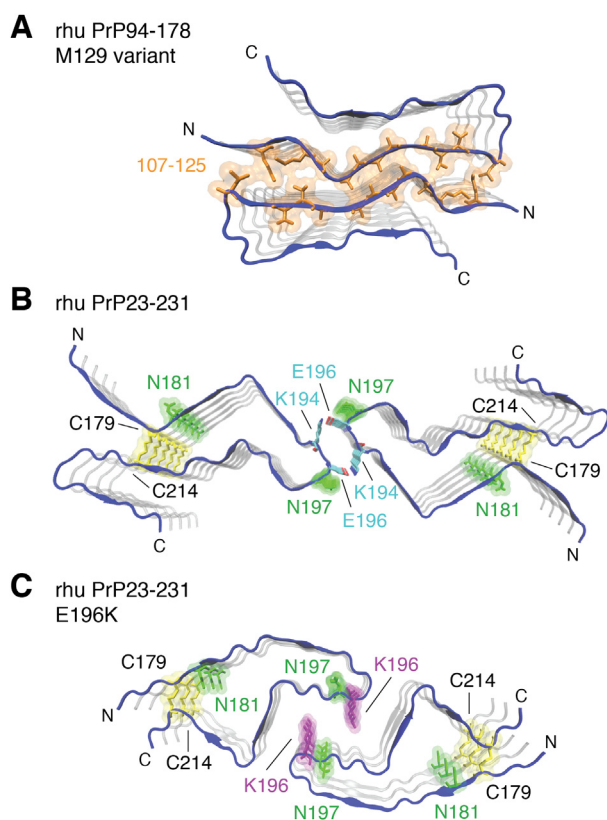 A rhu PrP94-178
M129 variant
C
N
107-125
N
C
B rhu PrP23-231
N
C
N181
E196
N197
K194
C214
C179
C179
C214
N197
K194
N181
E196
C
N
C rhu PrP23-231
E196K
C179
N197
K196
C214
N181
C
N
C
N
C214
K196
C179
N197
N181